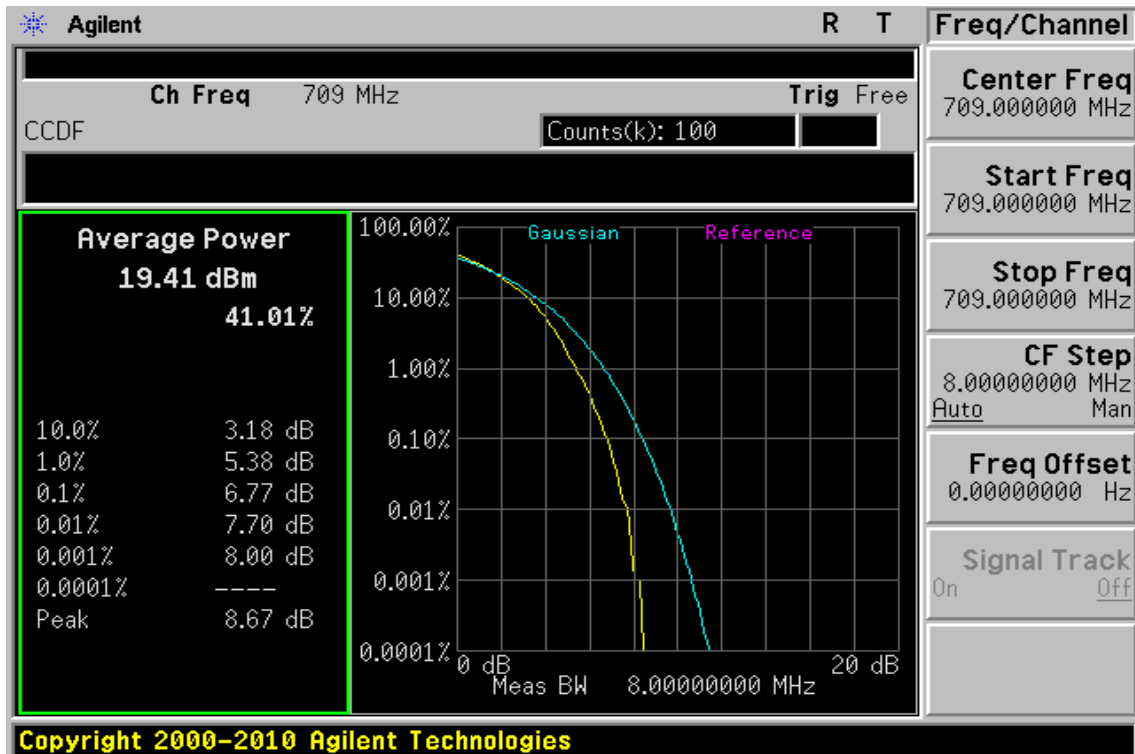 Agilent R T
Ch Freq 709 MHz Trig Free
CCDF Counts(k): 100
Average Power
19.41 dBm
41.01%
10.0% 3.18 dB
1.0% 5.38 dB
0.1% 6.77 dB
0.01% 7.70 dB
0.001% 8.00 dB
0.0001% ----
Peak 8.67 dB
Gaussian Reference
100.00%
10.00%
1.00%
0.10%
0.01%
0.001%
0.0001%
0 dB 20 dB
Meas BW 8.00000000 MHz
Freq/Channel
Center Freq
709.000000 MHz
Start Freq
709.000000 MHz
Stop Freq
709.000000 MHz
CF Step
8.00000000 MHz
Auto Man
Freq Offset
0.00000000 Hz
Signal Track
On Off
Copyright 2000-2010 Agilent Technologies